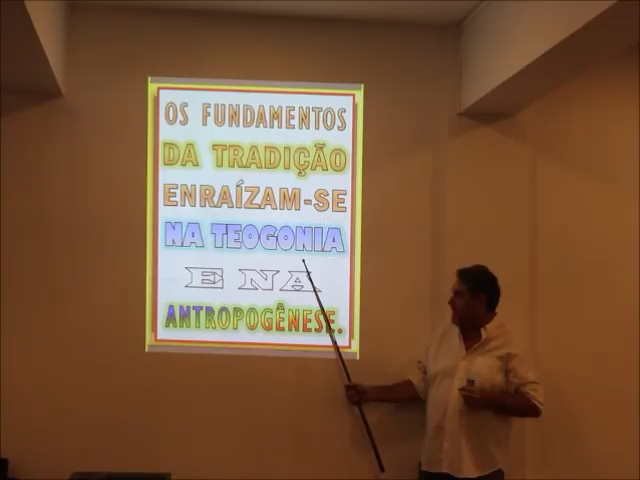 OS FUNDAMENTOS
DA TRADIÇÃO
ENRAÍZAM-SE
NA TEOGONIA
E NA
ANTROPOGÊNESE.